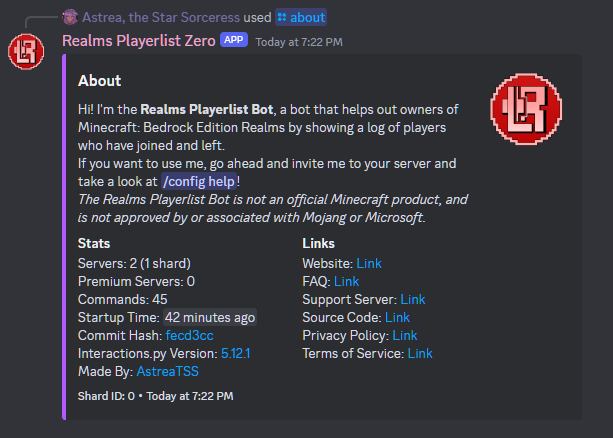 Astrea, the Star Sorceress used about
Realms Playerlist Zero APP Today at 7:22 PM
About
Hi! I'm the Realms Playerlist Bot, a bot that helps out owners of
Minecraft: Bedrock Edition Realms by showing a log of players
who have joined and left.
If you want to use me, go ahead and invite me to your server and
take a look at /config help!
The Realms Playerlist Bot is not an official Minecraft product, and
is not approved by or associated with Mojang or Microsoft.
Stats
Servers: 2 (1 shard)
Premium Servers: 0
Commands: 45
Startup Time: 42 minutes ago
Commit Hash: fecd3cc
Interactions.py Version: 5.12.1
Made By: AstreaTSS
Links
Website: Link
FAQ: Link
Support Server: Link
Source Code: Link
Privacy Policy: Link
Terms of Service: Link
Shard ID: 0 • Today at 7:22 PM